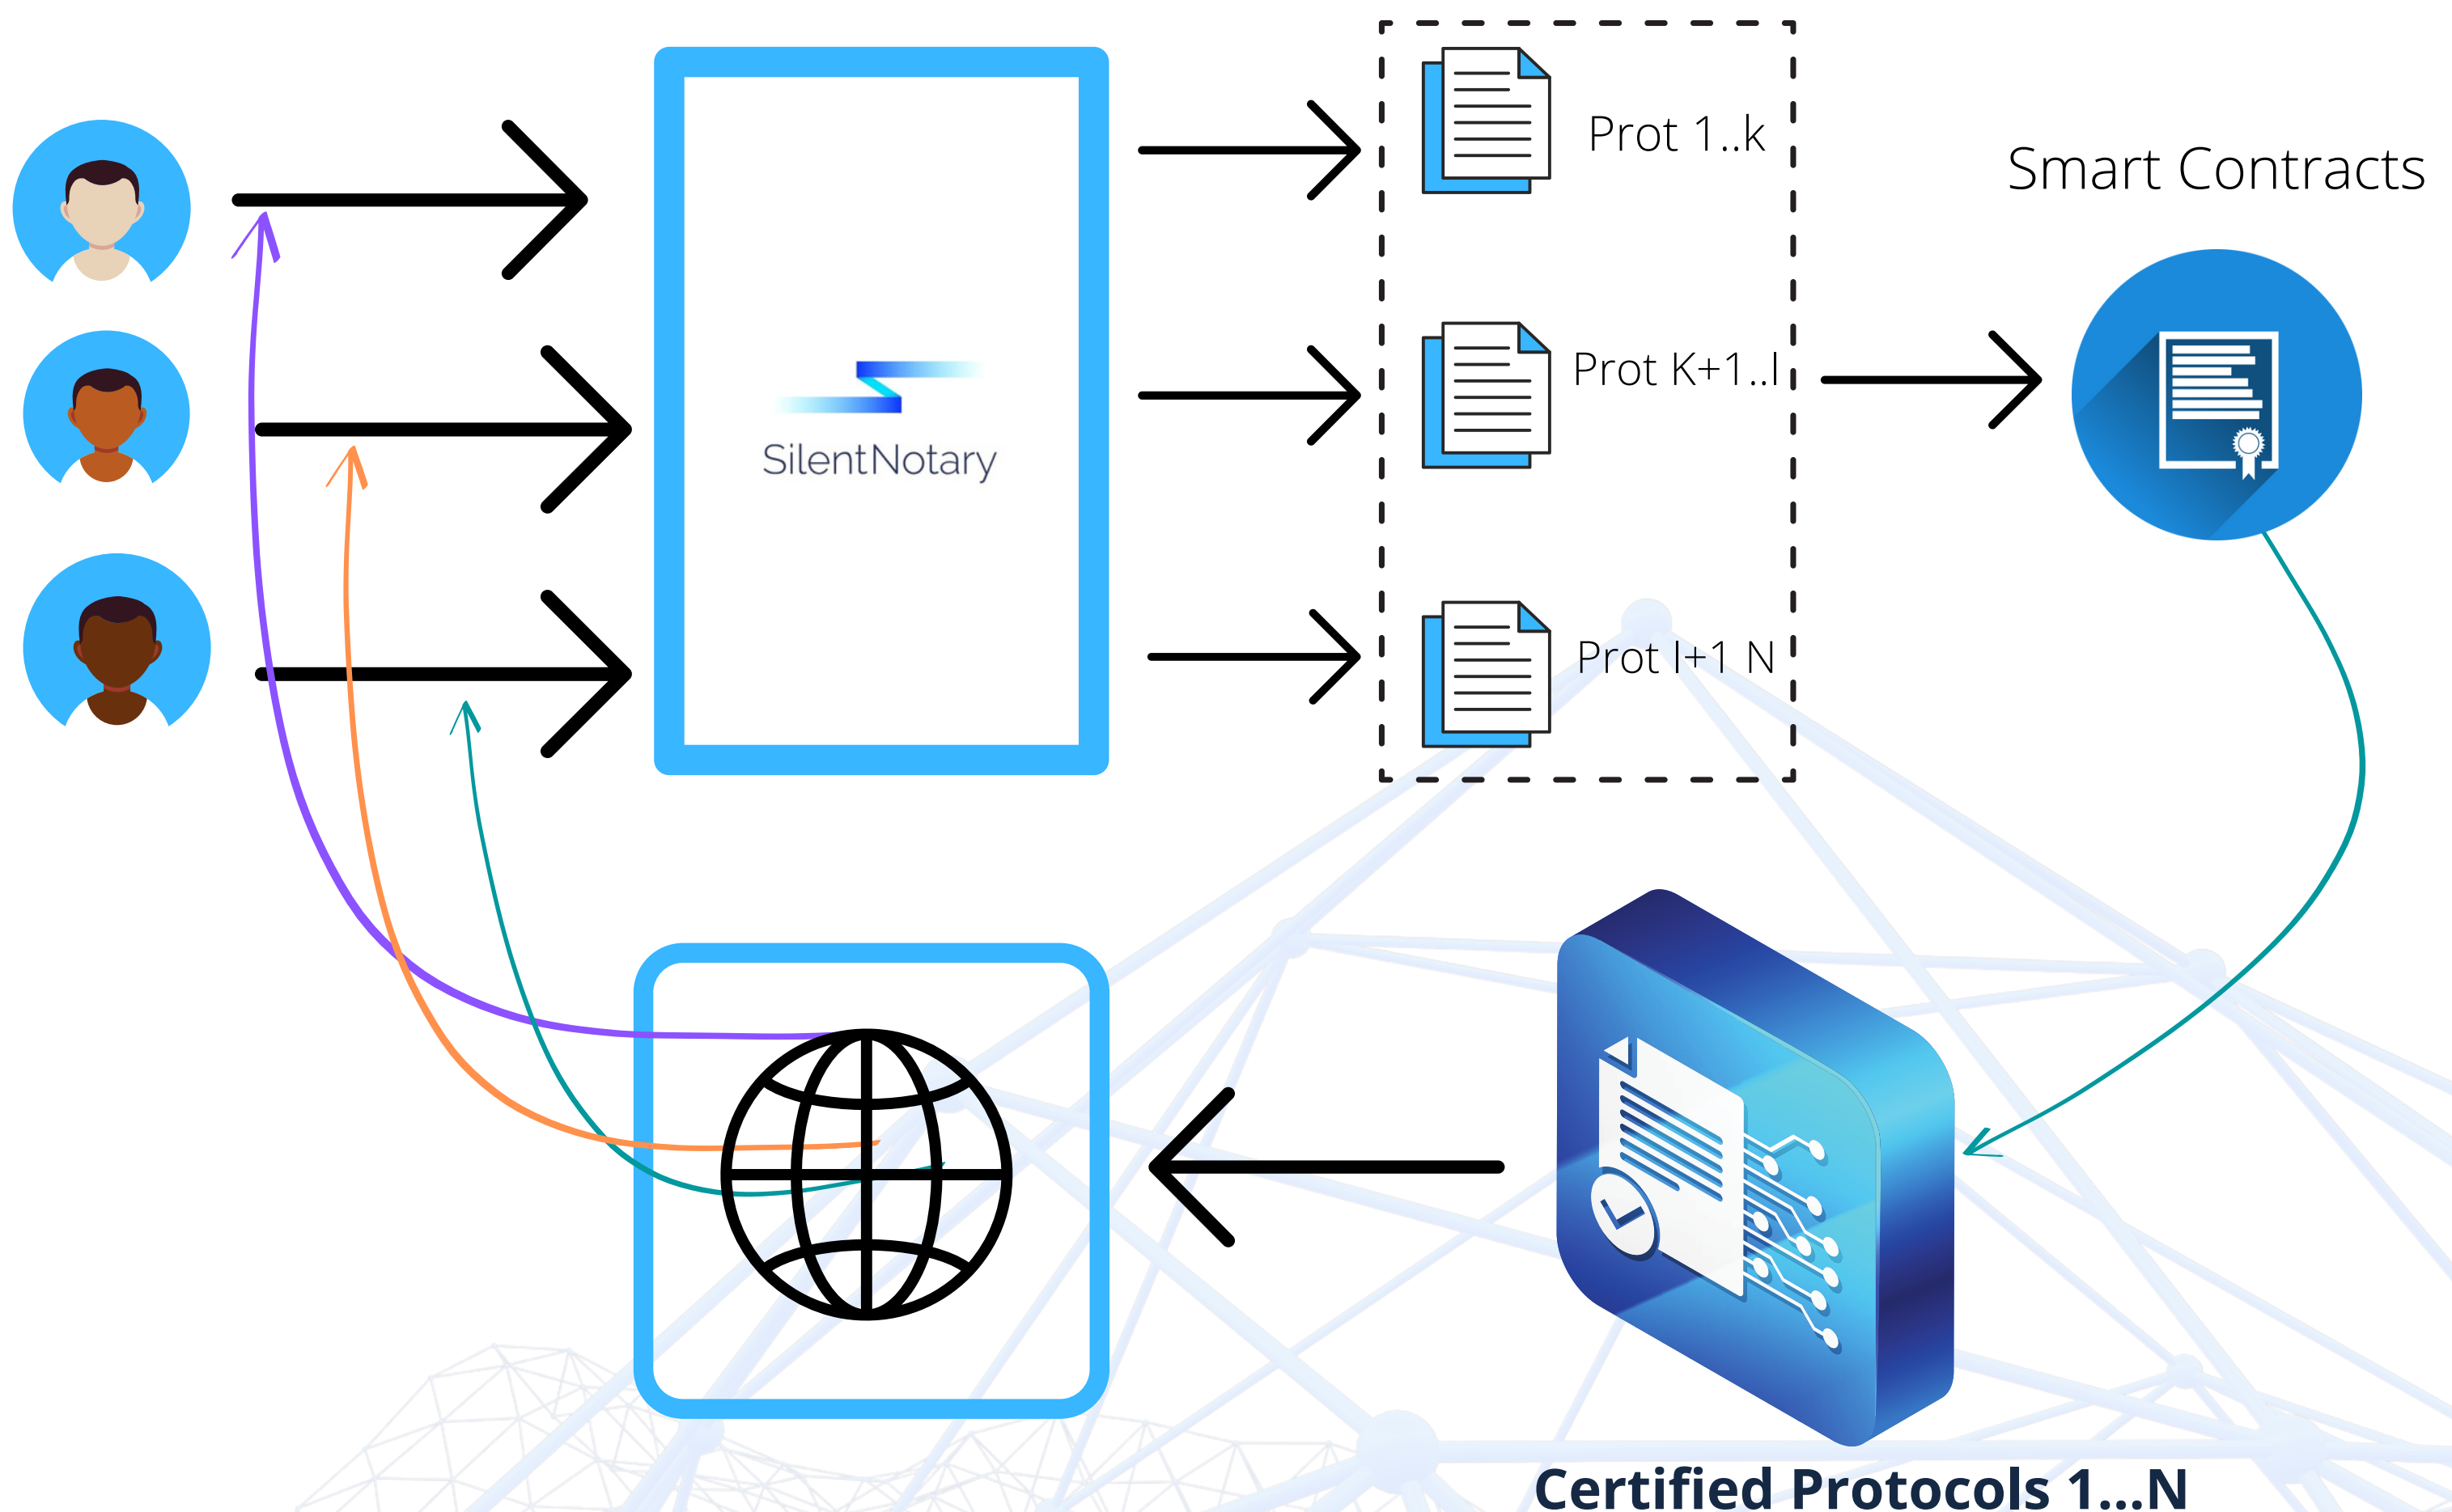 Prot 1..k
Smart Contracts
Prot K+1..l
SilentNotary
Prot l+1 N
Certified Protocols 1...N